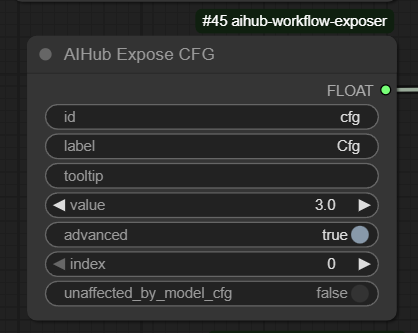 #45 aihub-workflow-exposer
AIHub Expose CFG
FLOAT
id cfg
label Cfg
tooltip
value 3.0
advanced true
index 0
unaffected_by_model_cfg false